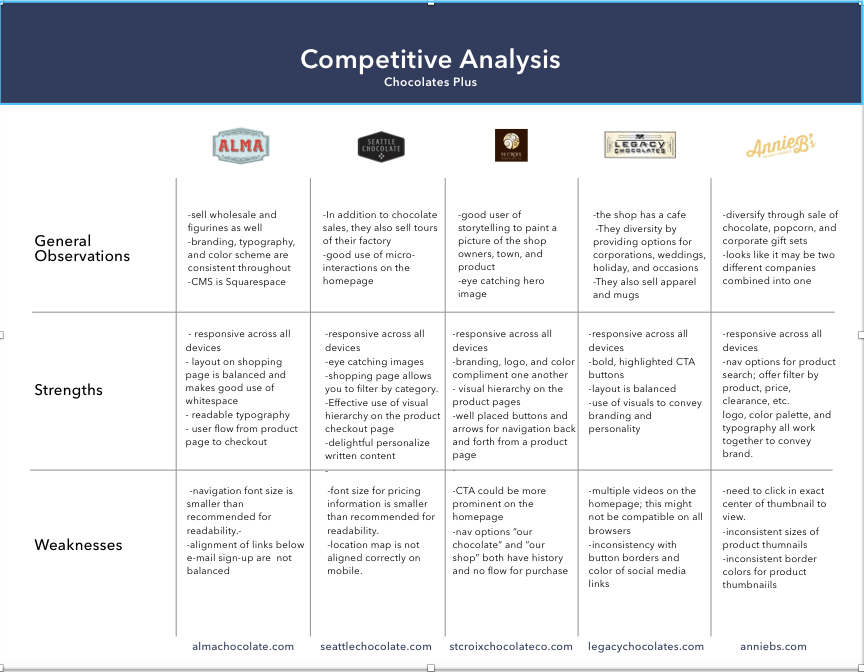 Competitive Analysis
Chocolates Plus
ALMA
SEATTLE
CHOCOLATE
ST.CROIX
LEGACY
CHOCOLATES
AnnieB's
General
Observations
-sell wholesale and
figurines as well
-branding, typography,
and color scheme are
consistent throughout
-CMS is Squarespace
-In addition to chocolate
sales, they also sell tours
of their factory
-good use of micro-
interactions on the
homepage
-good user of
storytelling to paint a
picture of the shop
owners, town, and
product
-eye catching hero
image
-the shop has a cafe
-They diversity by
providing options for
corporations, weddings,
holiday, and occasions
-They also sell apparel
and mugs
-diversify through sale of
chocolate, popcorn, and
corporate gift sets
-looks like it may be two
different companies
combined into one
Strengths
- responsive across all
devices
- layout on shopping
page is balanced and
makes good use of
whitespace
- readable typography
- user flow from product
page to checkout
-responsive across all
devices
-eye catching images
-shopping page allows
you to filter by category.
-Effective use of visual
hierarchy on the product
checkout page
-delightful personalize
written content
-
-responsive across all
devices
-branding, logo, and color
compliment one another
- visual hierarchy on the
product pages
-well placed buttons and
arrows for navigation back
and forth from a product
page
-
-responsive across all
devices
-bold, highlighted CTA
buttons
-layout is balanced
-use of visuals to convey
branding and
personality
-responsive across all
devices
-nav options for product
search; offer filter by
product, price,
clearance, etc.
logo, color palette, and
typography all work
together to convey
brand.
Weaknesses
-navigation font size is
smaller than
recommended for
readability.-
-alignment of links below
e-mail sign-up are  not
balanced
-font size for pricing
information is smaller
than recommended for
readability.
-location map is not
aligned correctly on
mobile.
-CTA could be more
prominent on the
homepage
-nav options “our
chocolate” and “our
shop” both have history
and no flow for purchase
-multiple videos on the
homepage; this might
not be compatible on all
browsers
-inconsistency with
button borders and
color of social media
links
-need to click in exact
center of thumbnail to
view.
-inconsistent sizes of
product thumnails
-inconsistent border
colors for product
thumbnaiils
almachocolate.com
seattlechocolate.com
stcroixchocolateco.com
legacychocolates.com
anniebs.com